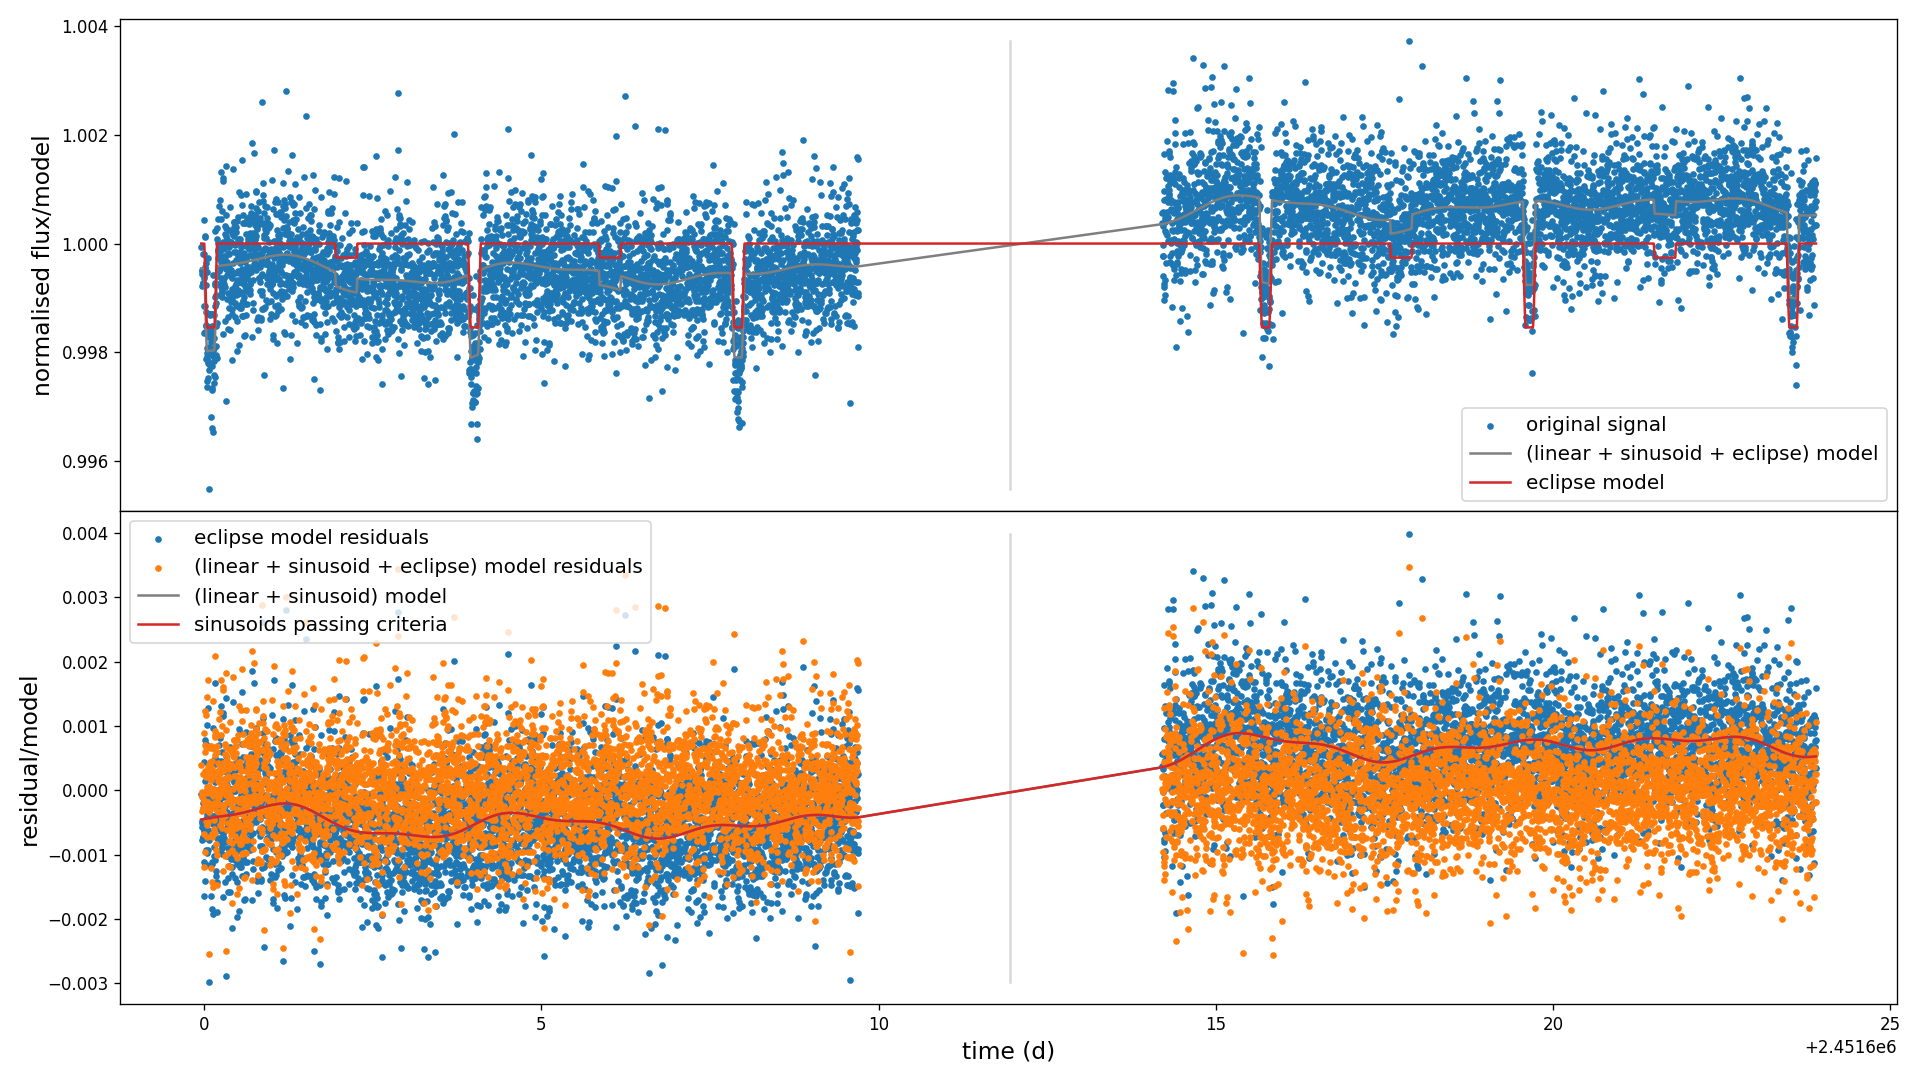 normalised flux/model
1.004
1.002
1.000
0.998
0.996
original signal
(linear + sinusoid + eclipse) model
eclipse model
residual/model
0.004
0.003
0.002
0.001
0.000
−0.001
−0.002
−0.003
eclipse model residuals
(linear + sinusoid + eclipse) model residuals
(linear + sinusoid) model
sinusoids passing criteria
0 5 10 15 20 25
+2.4516e6
time (d)